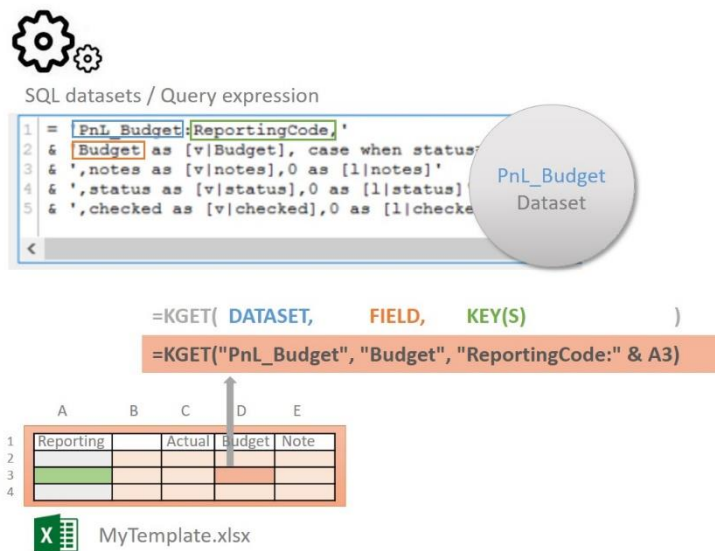 SQL datasets / Query expression
1 = 'PnL_Budget:ReportingCode,'
2 & 'Budget as [v|Budget], case when status
3 & ',notes as [v|notes],0 as [l|notes]'
4 & ',status as [v|status],0 as [l|status]'
5 & ',checked as [v|checked],0 as [l|checke
PnL_Budget
Dataset
=KGET( DATASET, FIELD, KEY(S) )
=KGET("PnL_Budget", "Budget", "ReportingCode:" & A3)
A B C D E
1 Reporting Actual Budget Note
2
3
4
X MyTemplate.xlsx